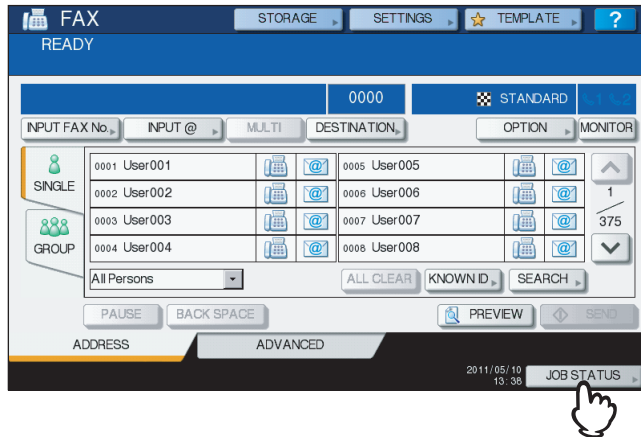 FAX STORAGE SETTINGS TEMPLATE ?
READY
0000 STANDARD 1 2
INPUT FAX No. INPUT @ MULTI DESTINATION OPTION MONITOR
SINGLE
GROUP
0001 User001 @ 0005 User005 @
0002 User002 @ 0006 User006 @
0003 User003 @ 0007 User007 @
0004 User004 @ 0008 User008 @
1
375
All Persons ALL CLEAR KNOWN ID SEARCH
PAUSE BACK SPACE PREVIEW SEND
ADDRESS ADVANCED
2011/05/10
13:38
JOB STATUS